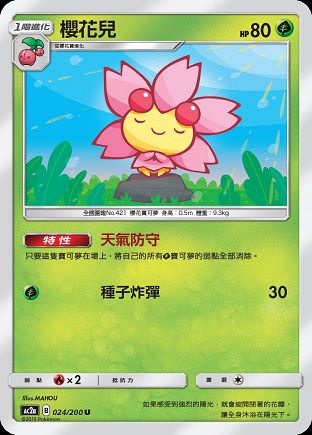 1階進化
櫻花兒
HP 80
從櫻花寶進化
全國圖鑑No.421 櫻花寶可夢 身高：0.5m 體重：9.3kg
特性 天氣防守
只要這隻寶可夢在場上，將自己的所有寶可夢的弱點全部消除。
種子炸彈 30
弱點 ×2 抵抗力 撤退
Illus.MAHOU
AC2a B 024/200 U
©2019 Pokémon
如果感受到強烈的陽光，就會綻開閉著的花瓣，
讓全身沐浴在陽光下。